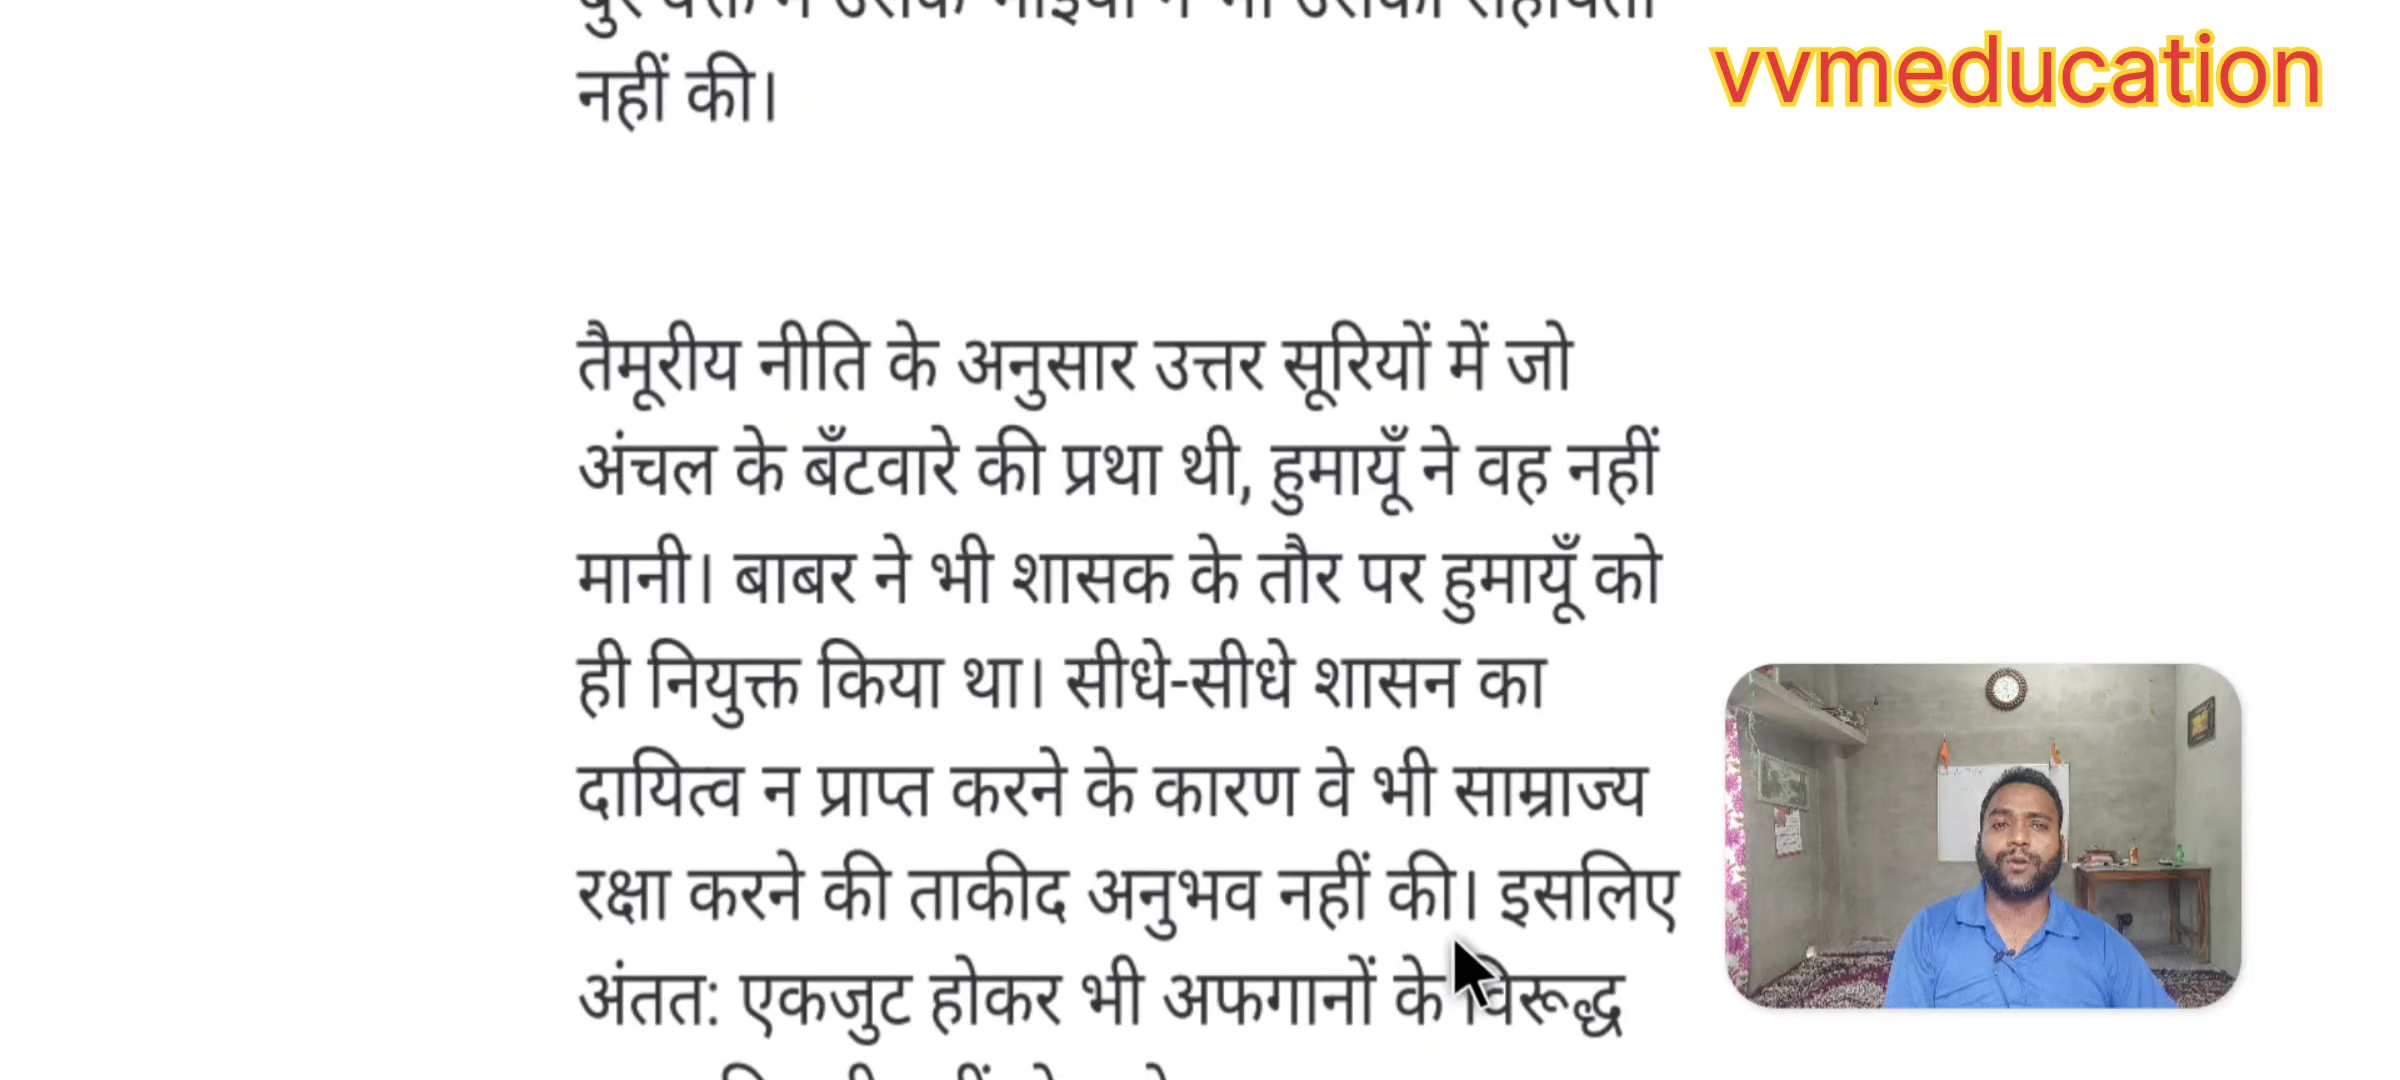 नहीं की।
vvmeducation
तैमूरीय नीति के अनुसार उत्तर सूरियों में जो
अंचल के बँटवारे की प्रथा थी, हुमायूँ ने वह नहीं
मानी। बाबर ने भी शासक के तौर पर हुमायूँ को
ही नियुक्त किया था। सीधे-सीधे शासन का
दायित्व न प्राप्त करने के कारण वे भी साम्राज्य
रक्षा करने की ताकीद अनुभव नहीं की। इसलिए
अंतत: एकजुट होकर भी अफगानों के विरूद्ध